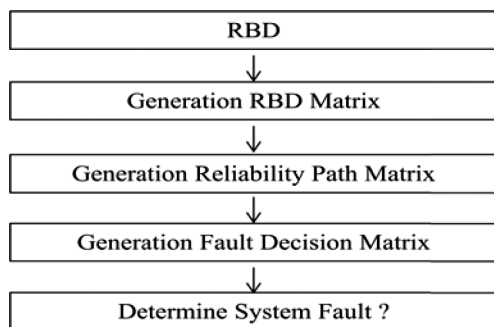 RBD
Generation RBD Matrix
Generation Reliability Path Matrix
Generation Fault Decision Matrix
Determine System Fault ?